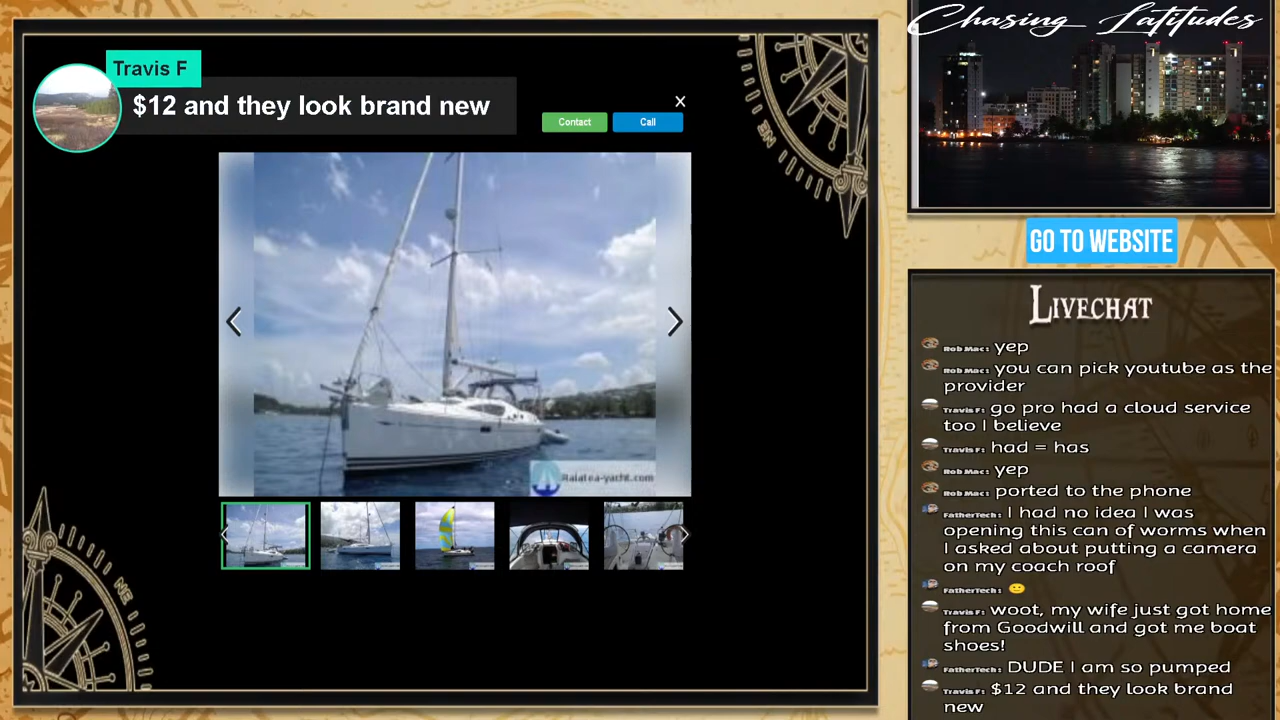 Travis F
$12 and they look brand new
Contact
Call
Raiatea-yacht.com
NE
NE
Chasing Latitudes
GO TO WEBSITE
LIVECHAT
Rob Mac: yep
Rob Mac: you can pick youtube as the
provider
Travis F: go pro had a cloud service
too I believe
Travis F: had = has
Rob Mac: yep
Rob Mac: ported to the phone
FatherTech: I had no idea I was
opening this can of worms when
I asked about putting a camera
on my coach roof
FatherTech: 🙂
Travis F: woot, my wife just got home
from Goodwill and got me boat
shoes!
FatherTech: DUDE I am so pumped
Travis F: $12 and they look brand
new